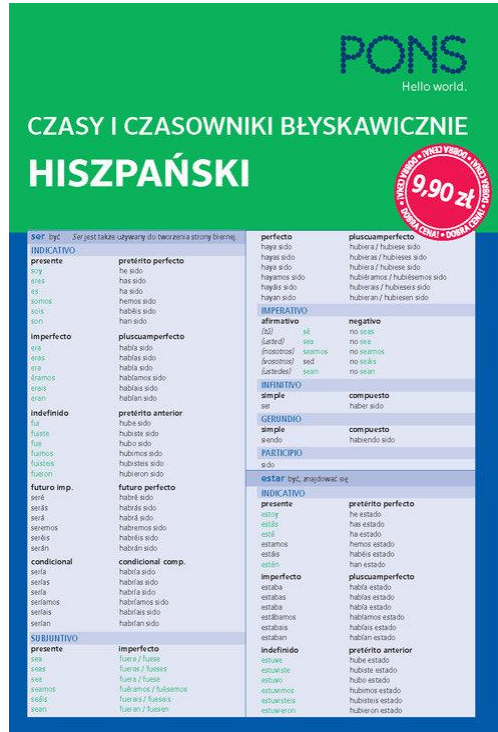 PONS
Hello world.
CZASY I CZASOWNIKI BŁYSKAWICZNIE
HISZPAŃSKI
DOBRA CENA! • DOBRA CENA! • DOBRA CENA!
9,90 zł
ser być Ser jest także używany do tworzenia strony biernej.
INDICATIVO
presente pretérito perfecto
soy he sido
eres has sido
es ha sido
somos hemos sido
sois habéis sido
son han sido
imperfecto pluscuamperfecto
era había sido
eras habías sido
era había sido
éramos habíamos sido
erais habíais sido
eran habían sido
indefinido pretérito anterior
fui hube sido
fuiste hubiste sido
fue hubo sido
fuimos hubimos sido
fuisteis hubisteis sido
fueron hubieron sido
futuro imp. futuro perfecto
seré habré sido
serás habrás sido
será habrá sido
seremos habremos sido
seréis habréis sido
serán habrán sido
condicional condicional comp.
sería habría sido
serías habrías sido
sería habría sido
seríamos habríamos sido
seríais habríais sido
serían habrían sido
SUBJUNTIVO
presente imperfecto
sea fuera / fuese
seas fueras / fueses
sea fuera / fuese
seamos fuéramos / fuésemos
seáis fuerais / fueseis
sean fueran / fuesen
perfecto pluscuamperfecto
haya sido hubiera / hubiese sido
hayas sido hubieras / hubieses sido
haya sido hubiera / hubiese sido
hayamos sido hubiéramos / hubiésemos sido
hayáis sido hubierais / hubieseis sido
hayan sido hubieran / hubiesen sido
IMPERATIVO
afirmativo negativo
(tú) sé no seas
(usted) sea no sea
(nosotros) seamos no seamos
(vosotros) sed no seáis
(ustedes) sean no sean
INFINITIVO
simple compuesto
ser haber sido
GERUNDIO
simple compuesto
siendo habiendo sido
PARTICIPIO
sido
estar być, znajdować się
INDICATIVO
presente pretérito perfecto
estoy he estado
estás has estado
está ha estado
estamos hemos estado
estáis habéis estado
están han estado
imperfecto pluscuamperfecto
estaba había estado
estabas habías estado
estaba había estado
estábamos habíamos estado
estabais habíais estado
estaban habían estado
indefinido pretérito anterior
estuve hube estado
estuviste hubiste estado
estuvo hubo estado
estuvimos hubimos estado
estuvisteis hubisteis estado
estuvieron hubieron estado